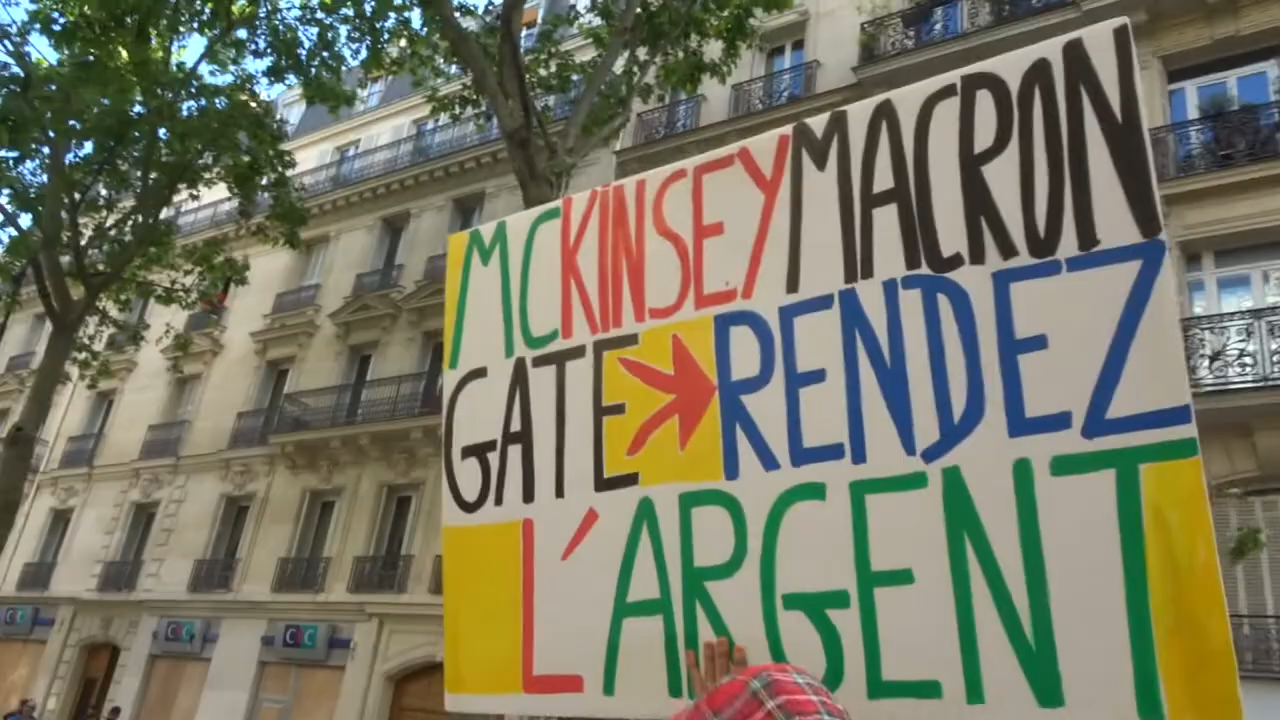 MCKINSEYMACRON
GATE RENDEZ
L'ARGENT
CIC
CIC
CIC